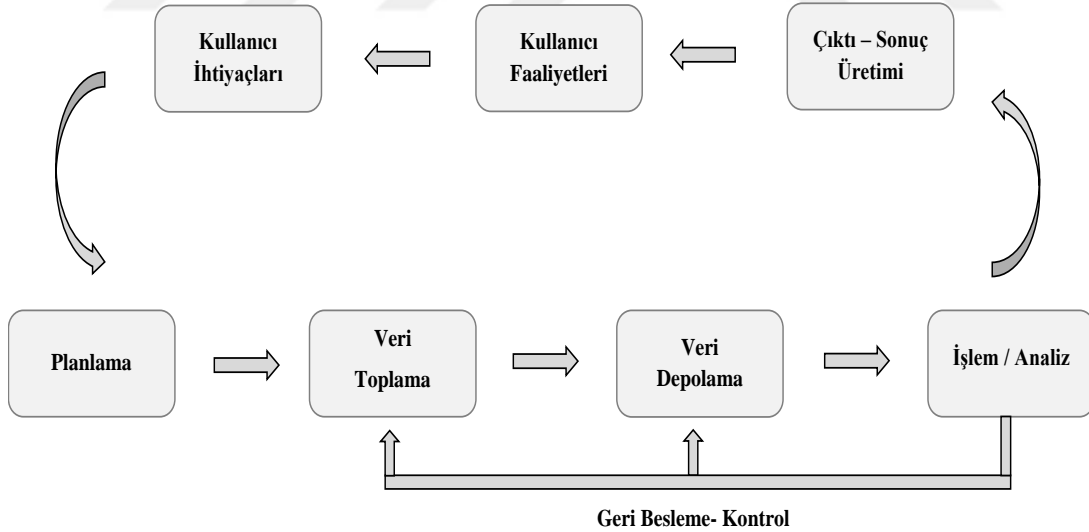 Kullanıcı
İhtiyaçları
Kullanıcı
Faaliyetleri
Çıktı – Sonuç
Üretimi
Planlama
Veri
Toplama
Veri
Depolama
İşlem / Analiz
Geri Besleme- Kontrol